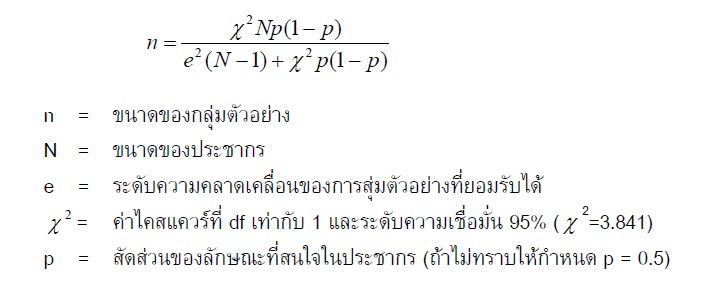 n = χ²Np(1 − p) / e²(N − 1) + χ²p(1 − p)
n = ขนาดของกลุ่มตัวอย่าง
N = ขนาดของประชากร
e = ระดับความคลาดเคลื่อนของการสุ่มตัวอย่างที่ยอมรับได้
χ² = ค่าไคสแควร์ที่ df เท่ากับ 1 และระดับความเชื่อมั่น 95% ( χ²=3.841)
p = สัดส่วนของลักษณะที่สนใจในประชากร (ถ้าไม่ทราบให้กำหนด p = 0.5)